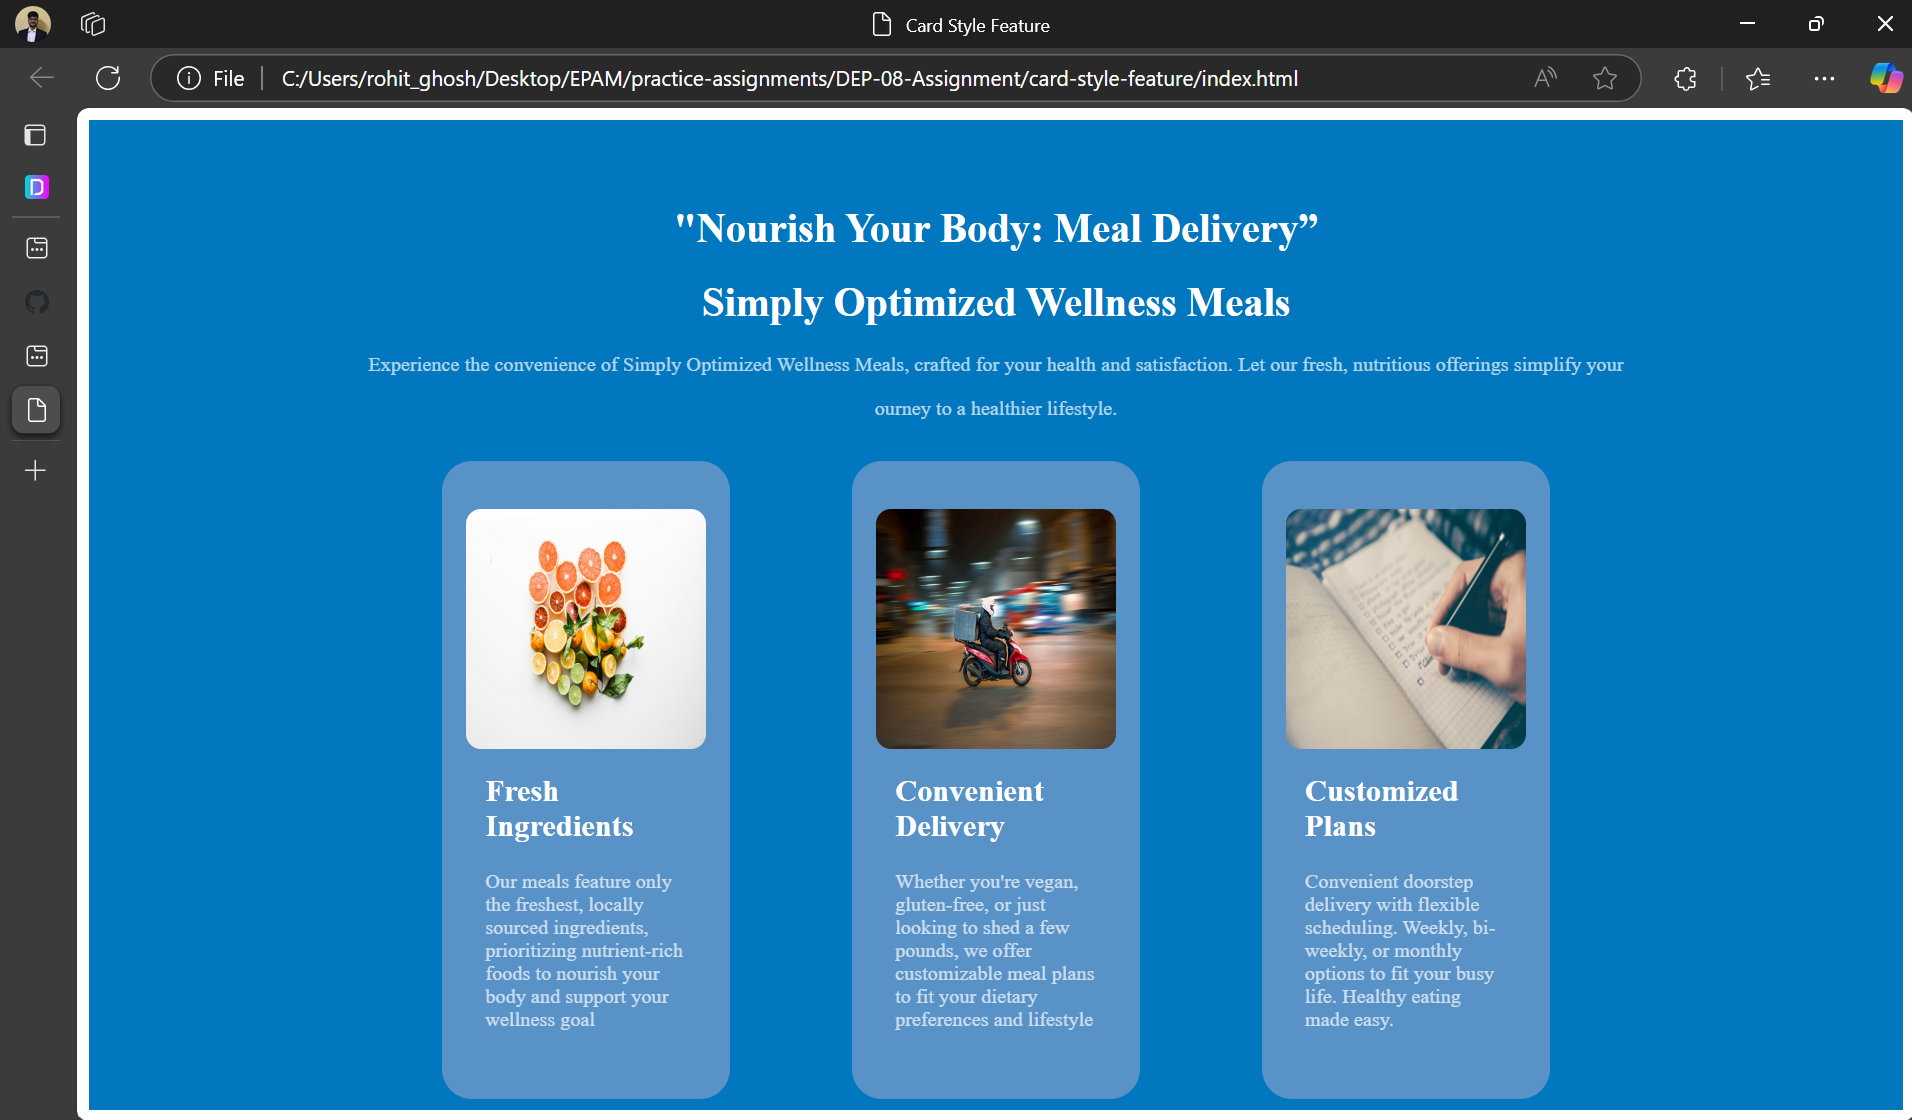 Card Style Feature
File
C:/Users/rohit_ghosh/Desktop/EPAM/practice-assignments/DEP-08-Assignment/card-style-feature/index.html
"Nourish Your Body: Meal Delivery”
Simply Optimized Wellness Meals
Experience the convenience of Simply Optimized Wellness Meals, crafted for your health and satisfaction. Let our fresh, nutritious offerings simplify your
ourney to a healthier lifestyle.
Fresh
Ingredients
Our meals feature only
the freshest, locally
sourced ingredients,
prioritizing nutrient-rich
foods to nourish your
body and support your
wellness goal
Convenient
Delivery
Whether you're vegan,
gluten-free, or just
looking to shed a few
pounds, we offer
customizable meal plans
to fit your dietary
preferences and lifestyle
Customized
Plans
Convenient doorstep
delivery with flexible
scheduling. Weekly, bi-
weekly, or monthly
options to fit your busy
life. Healthy eating
made easy.